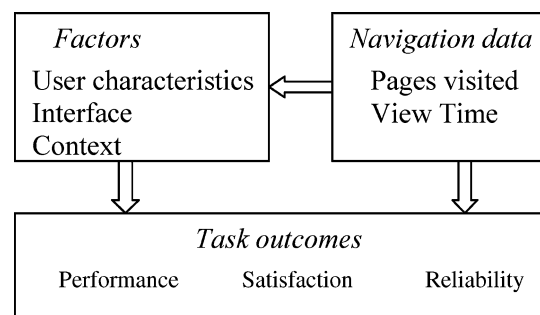 Factors
User characteristics
Interface
Context
Navigation data
Pages visited
View Time
Task outcomes
Performance Satisfaction Reliability